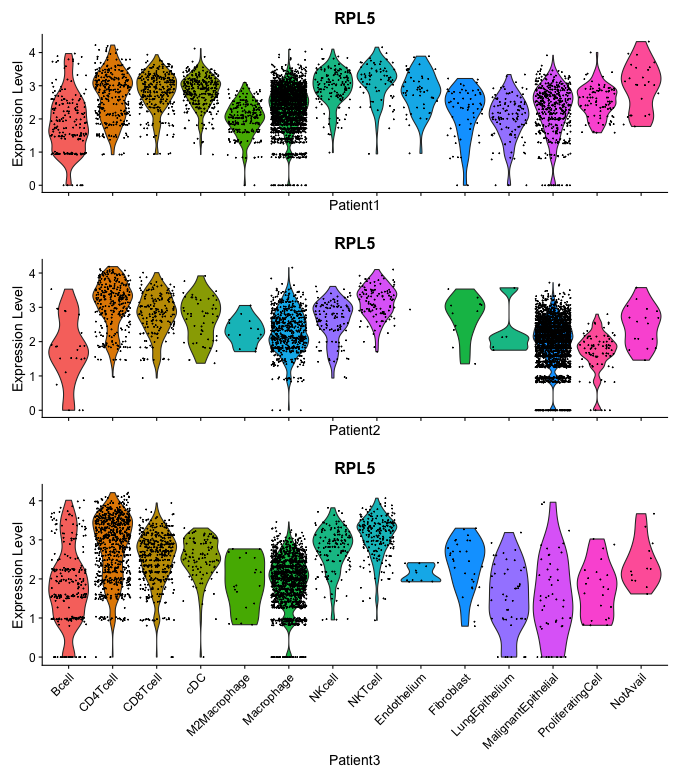 RPL5
Expression Level
4
3
2
1
0
Patient1
RPL5
Expression Level
4
3
2
1
0
Patient2
RPL5
Expression Level
4
3
2
1
0
Bcell
CD4Tcell
CD8Tcell
cDC
M2Macrophage
Macrophage
NKcell
NKTcell
Endothelium
Fibroblast
LungEpithelium
MalignantEpithelial
ProliferatingCell
NotAvail
Patient3